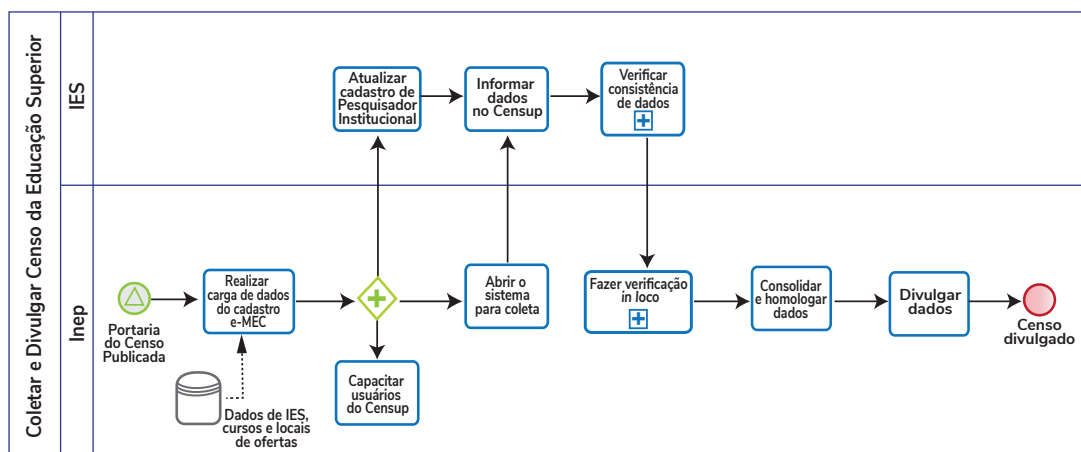 Coletar e Divulgar Censo da Educação Superior
IES
Atualizar
cadastro de
Pesquisador
Institucional
Informar
dados
no Censup
Verificar
consistência
de dados
Inep
Portaria
do Censo
Publicada
Realizar
carga de dados
do cadastro
e-MEC
Dados de IES,
cursos e locais
de ofertas
Capacitar
usuários
do Censup
Abrir o
sistema
para coleta
Fazer verificação
in loco
Consolidar
e homologar
dados
Divulgar
dados
Censo
divulgado